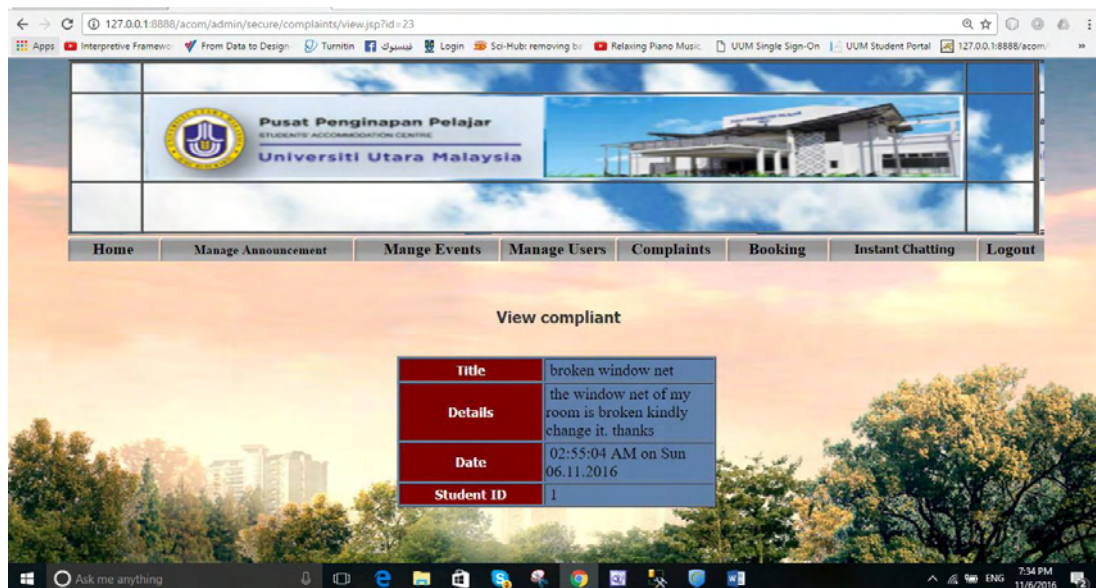 127.0.0.1:8888/acom/admin/secure/complaints/view.jsp?id=23
Apps Interpretive Framewo From Data to Design Turnitin فيسبوك Login Sci-Hub: removing ba Relaxing Piano Music UUM Single Sign-On UUM Student Portal 127.0.0.1:8888/acom/
Pusat Penginapan Pelajar
STUDENTS' ACCOMMODATION CENTRE
Universiti Utara Malaysia
Home Manage Announcement Mange Events Manage Users Complaints Booking Instant Chatting Logout
View compliant
Title broken window net
Details the window net of my
room is broken kindly
change it. thanks
Date 02:55:04 AM on Sun
06.11.2016
Student ID 1
Ask me anything
ENG
7:34 PM
11/6/2016